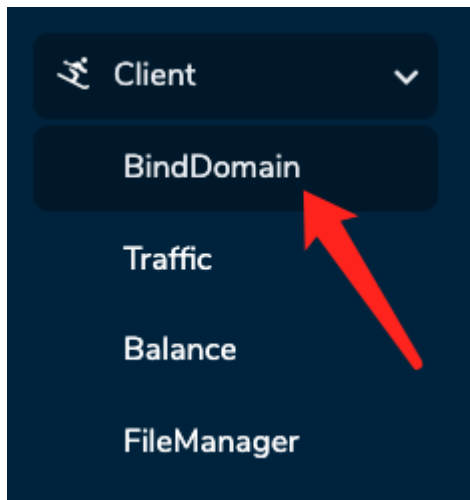 Client
BindDomain
Traffic
Balance
FileManager